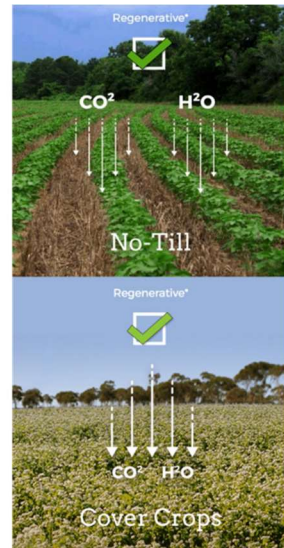 Regenerative*
CO² H²O
No-Till
Regenerative*
CO² H²O
Cover Crops